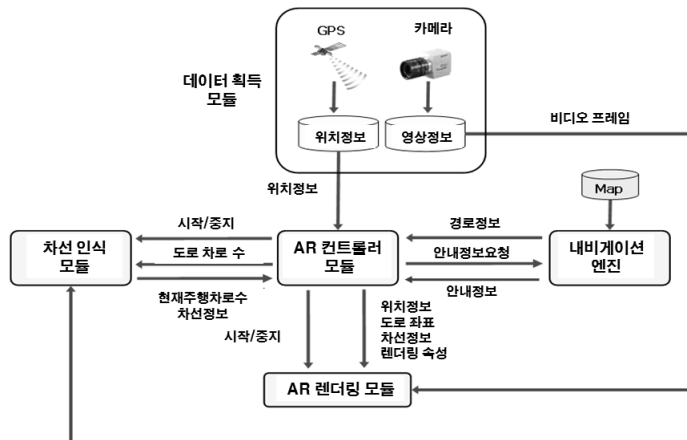 GPS
카메라
데이터 획득
모듈
위치정보
영상정보
비디오 프레임
위치정보
Map
시작/중지
경로정보
차선 인식
모듈
도로 차로 수
AR 컨트롤러
모듈
안내정보요청
내비게이션
엔진
현재주행차로수
차선정보
안내정보
시작/중지
위치정보
도로 좌표
차선정보
렌더링 속성
AR 렌더링 모듈